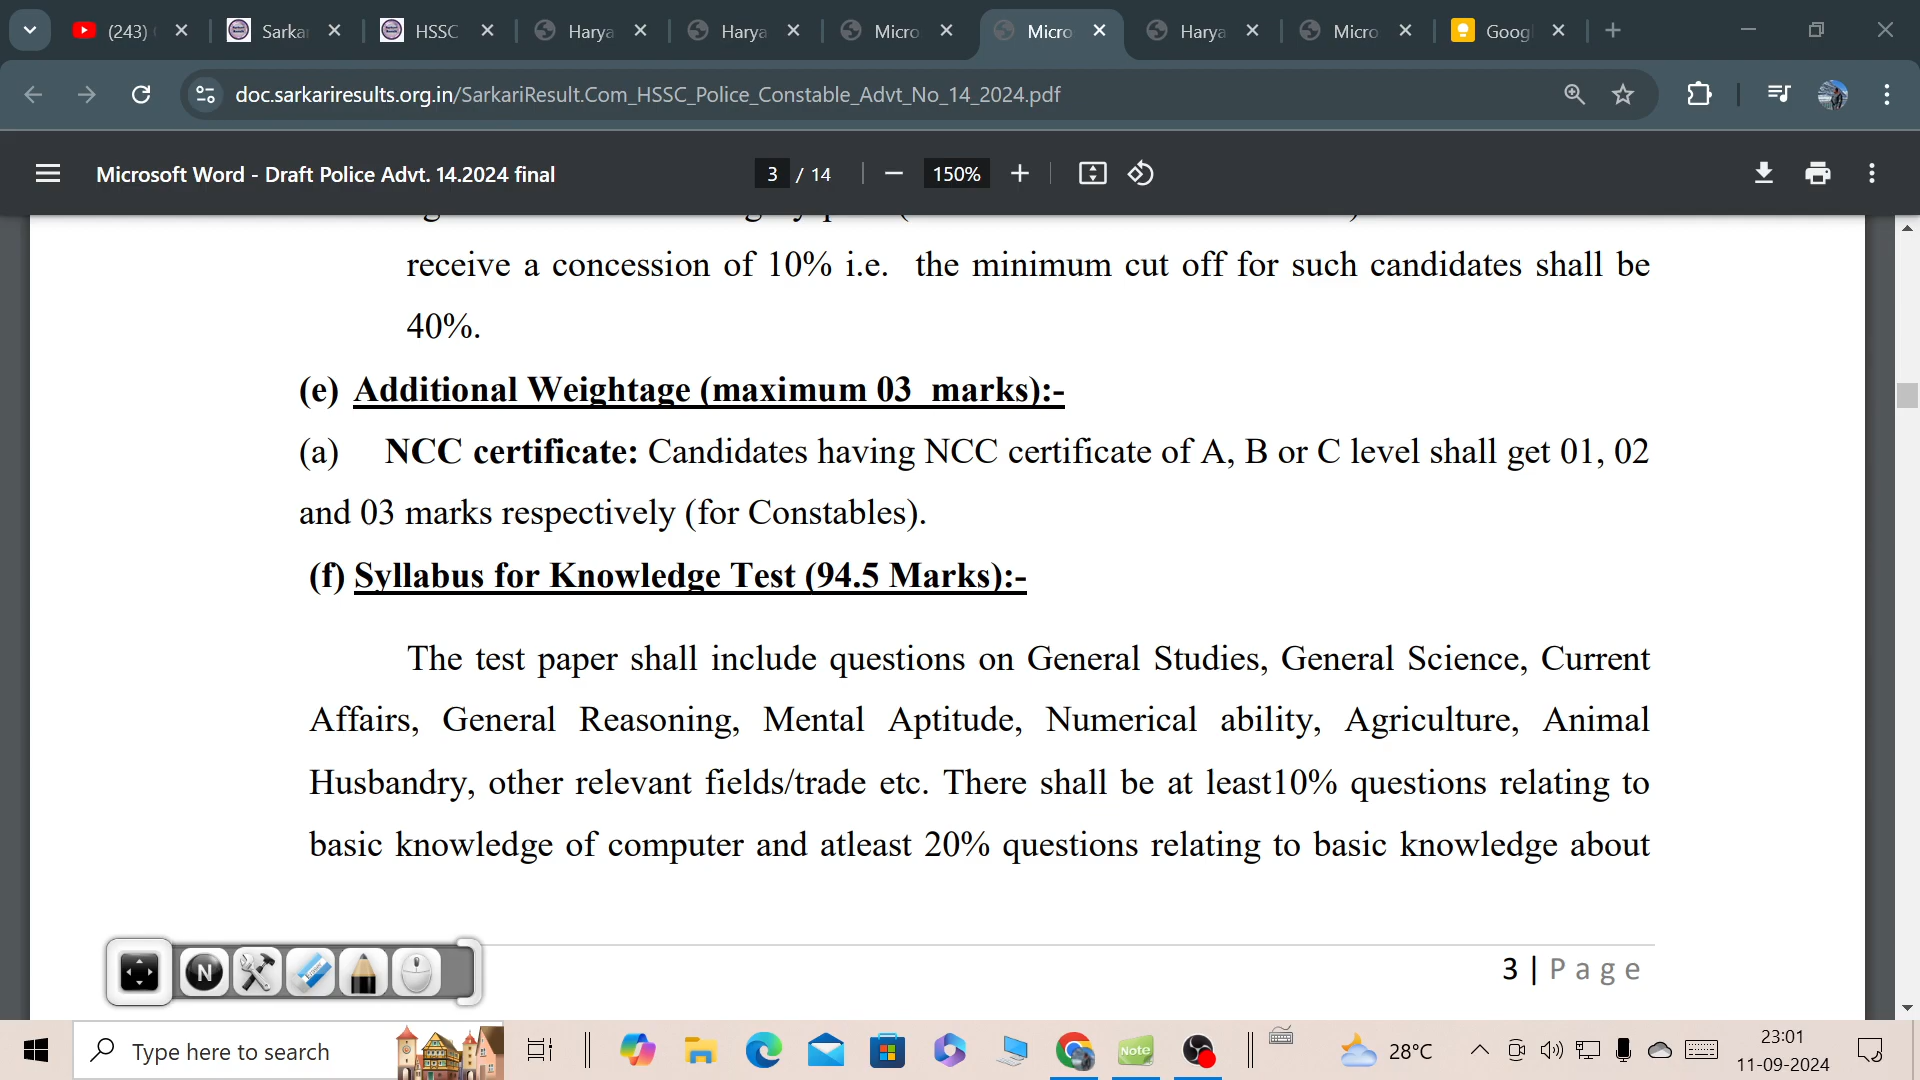 (243)
Sarkar
HSSC
Harya
Harya
Micro
Micro
Harya
Micro
Googl
doc.sarkariresults.org.in/SarkariResult.Com_HSSC_Police_Constable_Advt_No_14_2024.pdf
Microsoft Word - Draft Police Advt. 14.2024 final
3 / 14
150%
receive a concession of 10% i.e. the minimum cut off for such candidates shall be
40%.
(e) Additional Weightage (maximum 03 marks):-
(a) NCC certificate: Candidates having NCC certificate of A, B or C level shall get 01, 02
and 03 marks respectively (for Constables).
(f) Syllabus for Knowledge Test (94.5 Marks):-
The test paper shall include questions on General Studies, General Science, Current
Affairs, General Reasoning, Mental Aptitude, Numerical ability, Agriculture, Animal
Husbandry, other relevant fields/trade etc. There shall be at least10% questions relating to
basic knowledge of computer and atleast 20% questions relating to basic knowledge about
N
3 | Page
Type here to search
Note
28°C
23:01
11-09-2024